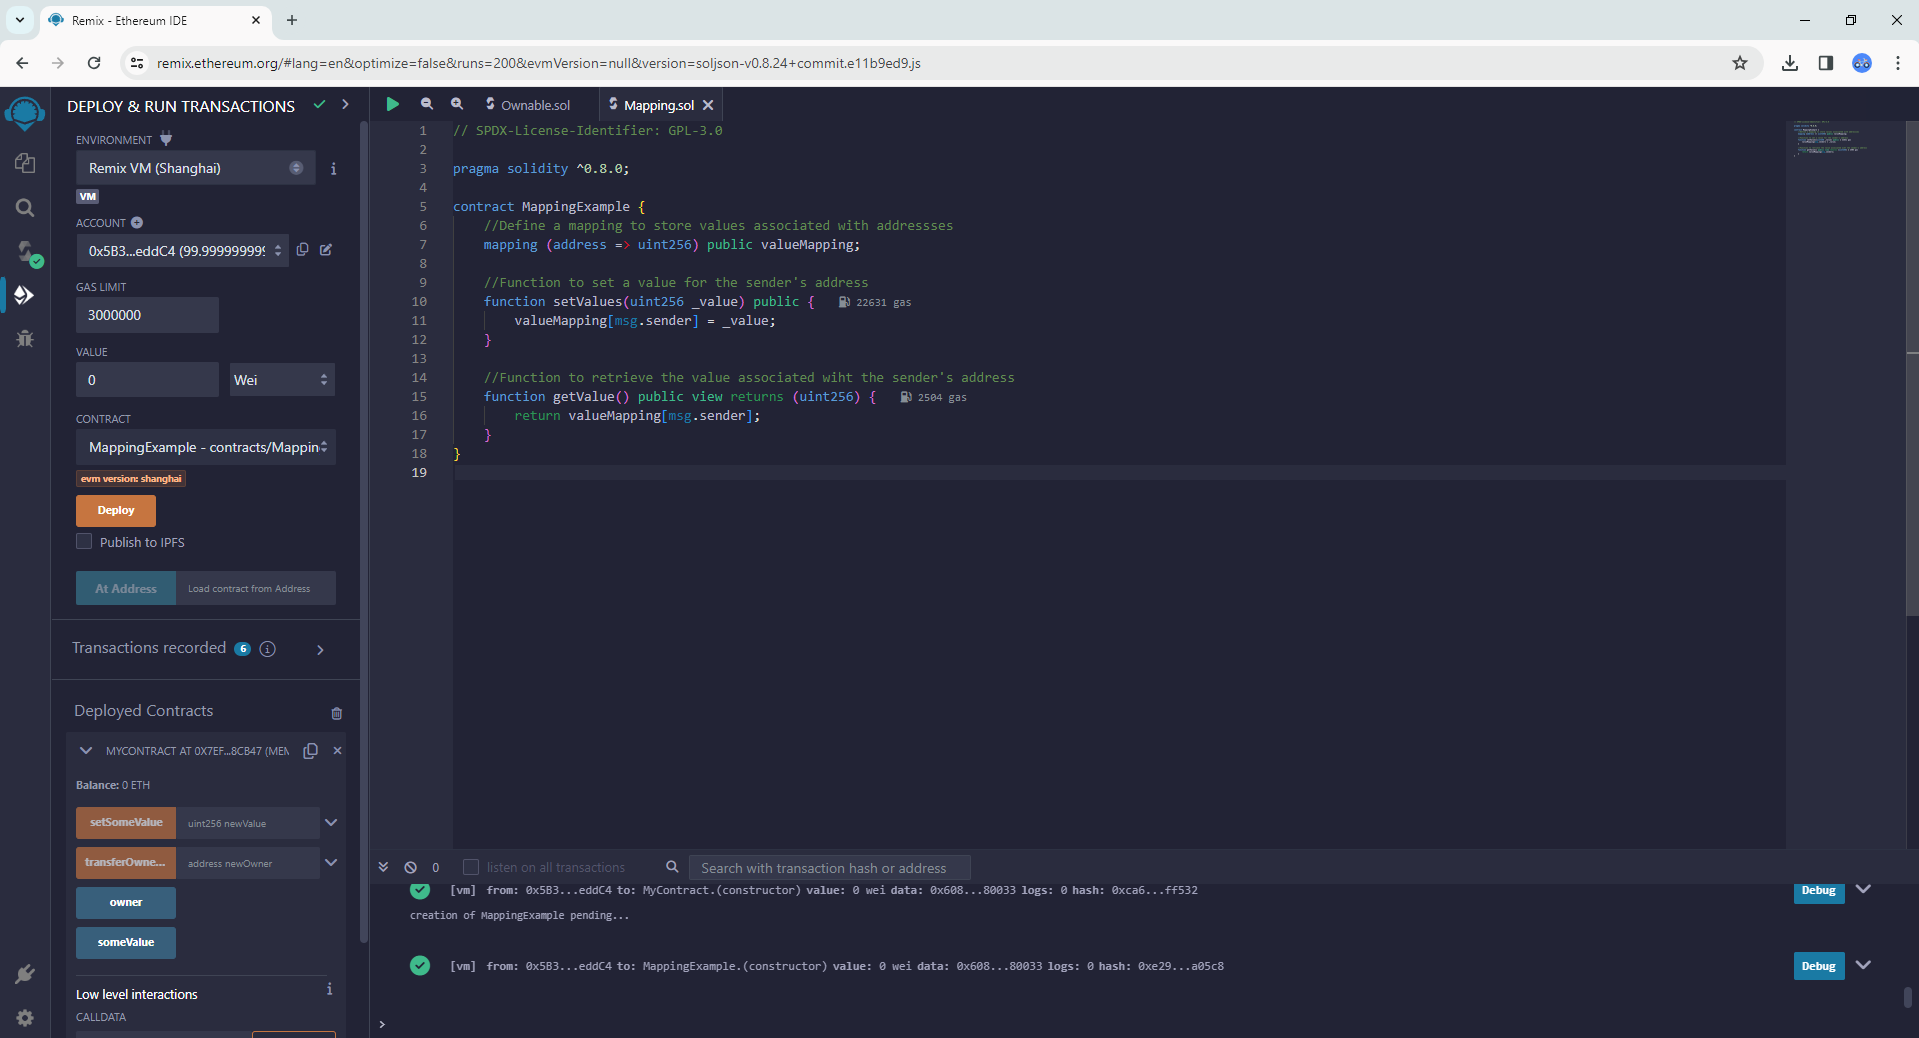 Remix - Ethereum IDE
remix.ethereum.org/#lang=en&optimize=false&runs=200&evmVersion=null&version=soljson-v0.8.24+commit.e11b9ed9.js
DEPLOY & RUN TRANSACTIONS
ENVIRONMENT
Remix VM (Shanghai)
VM
ACCOUNT
0x5B3...eddC4 (99.999999999
GAS LIMIT
3000000
VALUE
0
Wei
CONTRACT
MappingExample - contracts/Mappin
evm version: shanghai
Deploy
Publish to IPFS
At Address
Load contract from Address
Transactions recorded 6
Deployed Contracts
MYCONTRACT AT 0X7EF...8CB47 (MEM
Balance: 0 ETH
setSomeValue
uint256 newValue
transferOwne...
address newOwner
owner
someValue
Low level interactions
CALLDATA
Ownable.sol
Mapping.sol
1 // SPDX-License-Identifier: GPL-3.0
2
3 pragma solidity ^0.8.0;
4
5 contract MappingExample {
6 //Define a mapping to store values associated with addressses
7 mapping (address => uint256) public valueMapping;
8
9 //Function to set a value for the sender's address
10 function setValues(uint256 _value) public { 22631 gas
11 valueMapping[msg.sender] = _value;
12 }
13
14 //Function to retrieve the value associated wiht the sender's address
15 function getValue() public view returns (uint256) { 2504 gas
16 return valueMapping[msg.sender];
17 }
18 }
19
0
listen on all transactions
Search with transaction hash or address
[vm] from: 0x5B3...eddC4 to: MyContract.(constructor) value: 0 wei data: 0x608...80033 logs: 0 hash: 0xca6...ff532
Debug
creation of MappingExample pending...
[vm] from: 0x5B3...eddC4 to: MappingExample.(constructor) value: 0 wei data: 0x608...80033 logs: 0 hash: 0xe29...a05c8
Debug
>